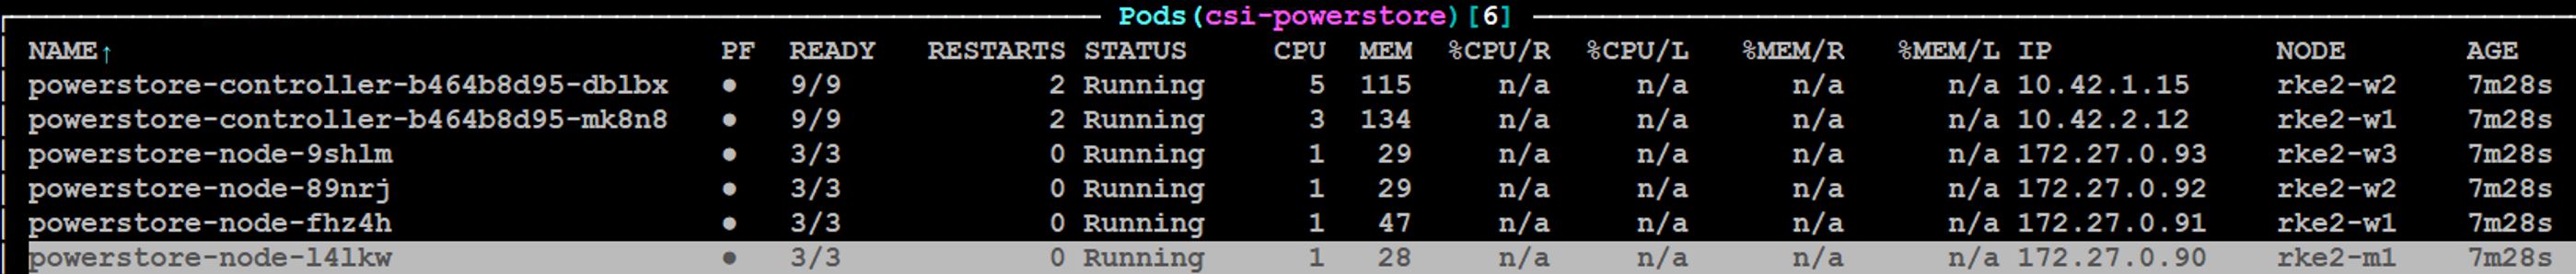 Pods(csi-powerstore)[6]
NAME↑ PF READY RESTARTS STATUS CPU MEM %CPU/R %CPU/L %MEM/R %MEM/L IP NODE AGE
powerstore-controller-b464b8d95-dblbx ● 9/9 2 Running 5 115 n/a n/a n/a n/a 10.42.1.15 rke2-w2 7m28s
powerstore-controller-b464b8d95-mk8n8 ● 9/9 2 Running 3 134 n/a n/a n/a n/a 10.42.2.12 rke2-w1 7m28s
powerstore-node-9shlm ● 3/3 0 Running 1 29 n/a n/a n/a n/a 172.27.0.93 rke2-w3 7m28s
powerstore-node-89nrj ● 3/3 0 Running 1 29 n/a n/a n/a n/a 172.27.0.92 rke2-w2 7m28s
powerstore-node-fhz4h ● 3/3 0 Running 1 47 n/a n/a n/a n/a 172.27.0.91 rke2-w1 7m28s
powerstore-node-l4lkw ● 3/3 0 Running 1 28 n/a n/a n/a n/a 172.27.0.90 rke2-m1 7m28s